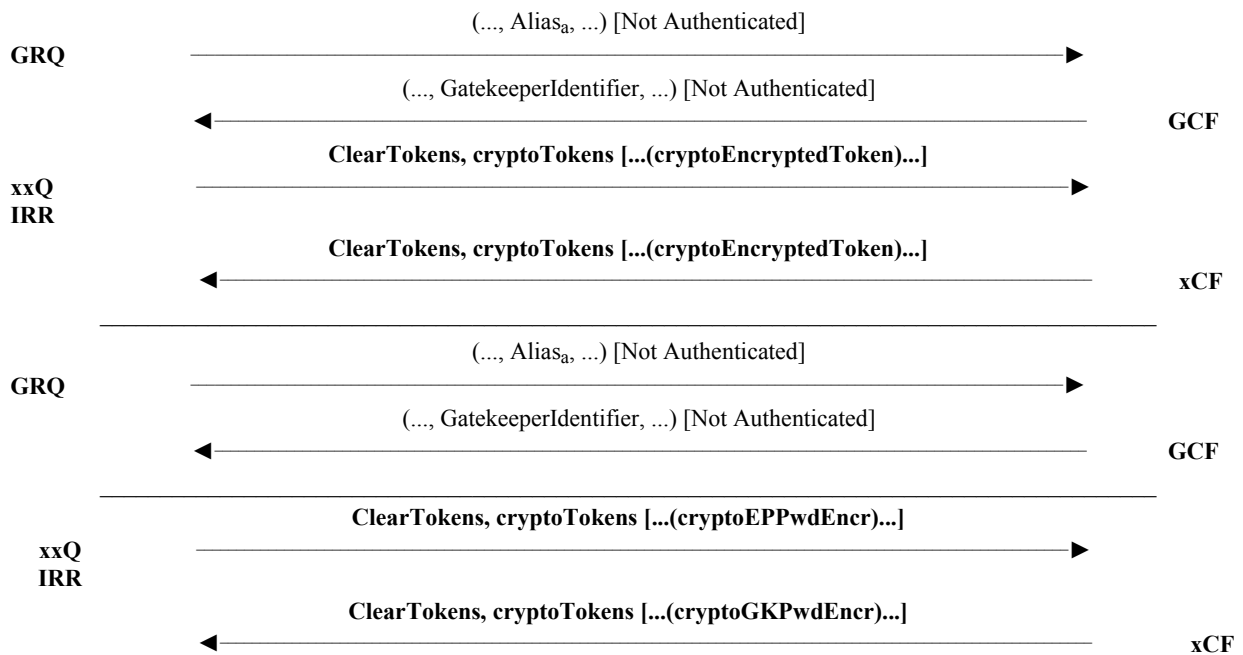 (..., Aliasa, ...) [Not Authenticated]
GRQ
(..., GatekeeperIdentifier, ...) [Not Authenticated]
GCF
ClearTokens, cryptoTokens [...(cryptoEncryptedToken)...]
xxQ
IRR
ClearTokens, cryptoTokens [...(cryptoEncryptedToken)...]
xCF
(..., Aliasa, ...) [Not Authenticated]
GRQ
(..., GatekeeperIdentifier, ...) [Not Authenticated]
GCF
ClearTokens, cryptoTokens [...(cryptoEPPwdEncr)...]
xxQ
IRR
ClearTokens, cryptoTokens [...(cryptoGKPwdEncr)...]
xCF